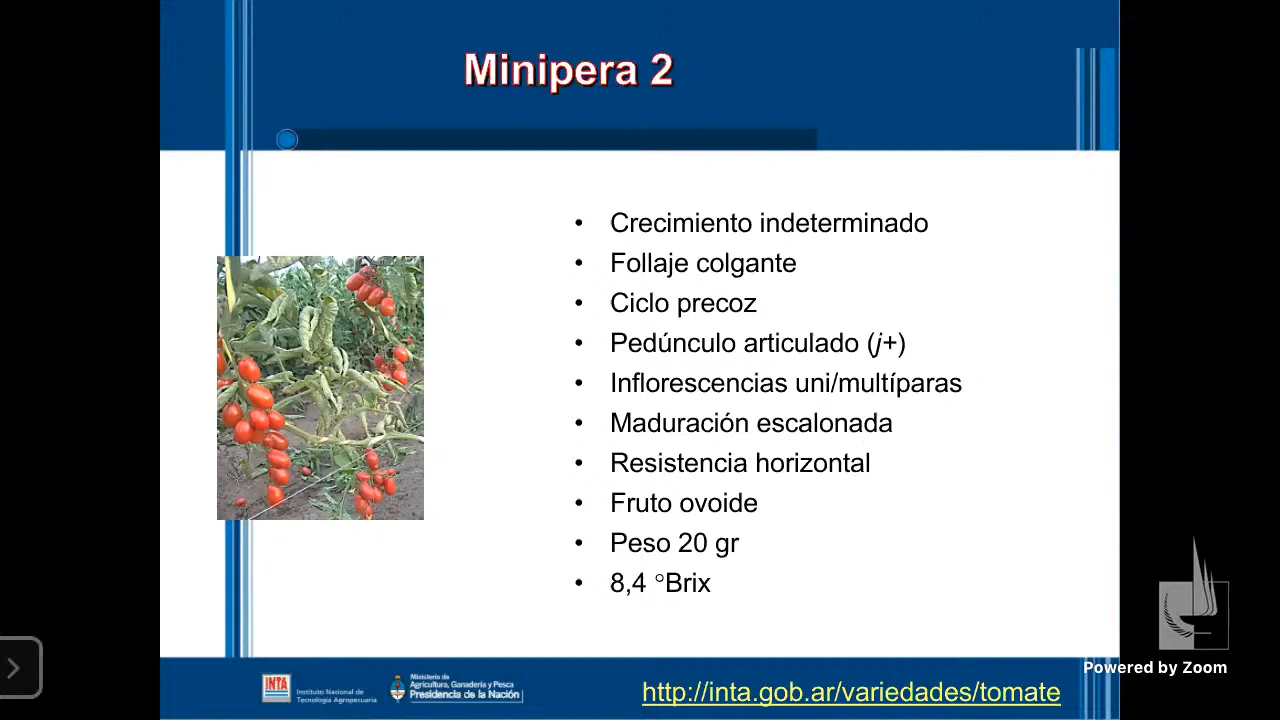 Minipera 2
• Crecimiento indeterminado
• Follaje colgante
• Ciclo precoz
• Pedúnculo articulado (j+)
• Inflorescencias uni/multíparas
• Maduración escalonada
• Resistencia horizontal
• Fruto ovoide
• Peso 20 gr
• 8,4 °Brix
Powered by Zoom
INTA
Instituto Nacional de
Tecnología Agropecuaria
Ministerio de
Agricultura, Ganadería y Pesca
Presidencia de la Nación
http://inta.gob.ar/variedades/tomate